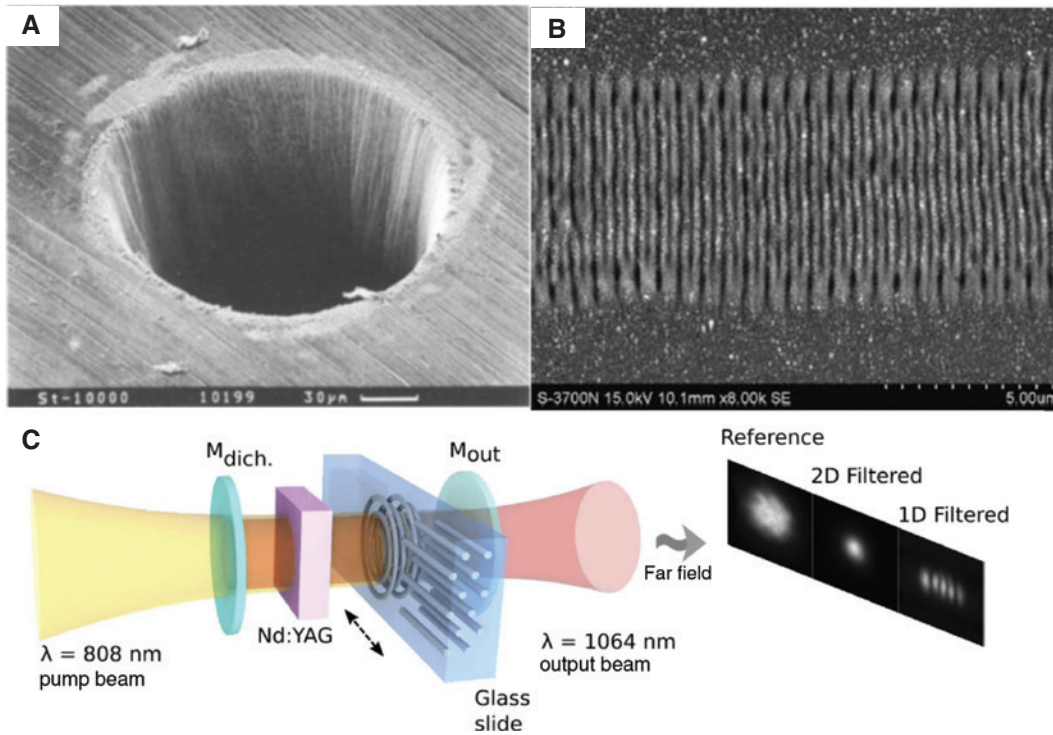 A
St-10000 10199 30µm
B
S-3700N 15.0kV 10.1mm x8.00k SE 5.00um
C
Mdich.
Mout
Nd:YAG
λ = 808 nm
pump beam
λ = 1064 nm
output beam
Glass
slide
Far field
Reference
2D Filtered
1D Filtered